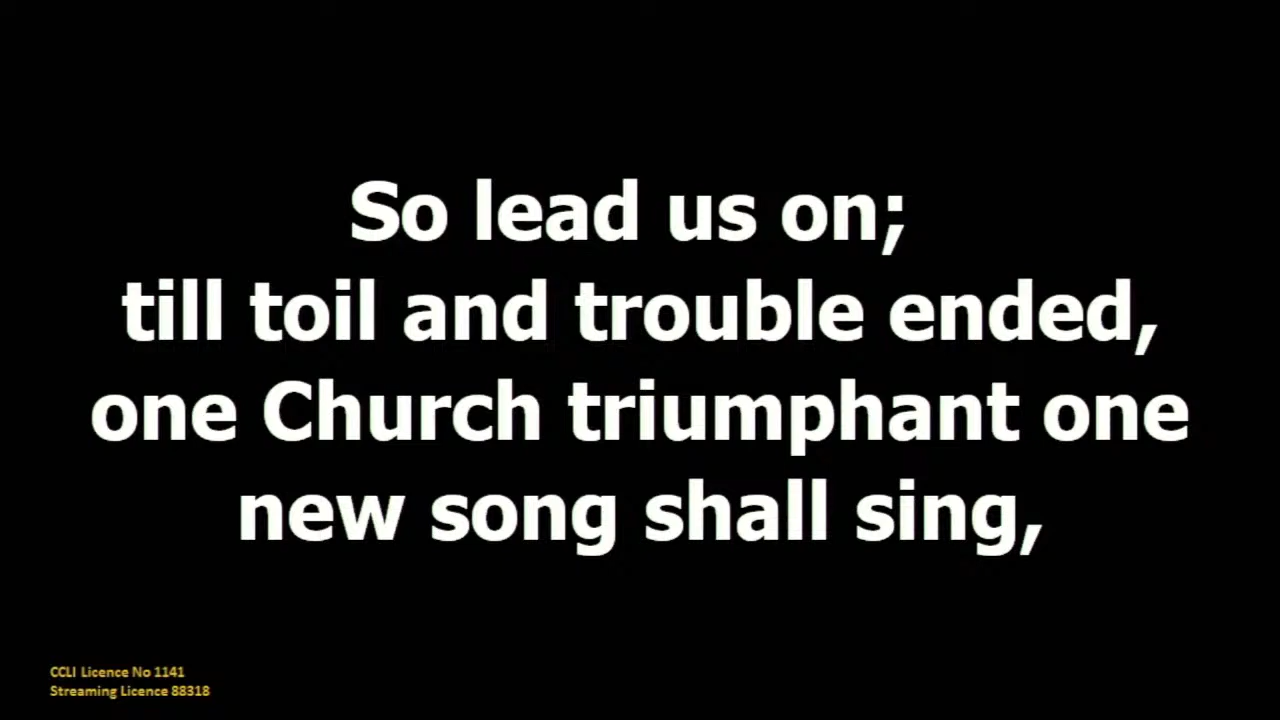 So lead us on;
till toil and trouble ended,
one Church triumphant one
new song shall sing,
CCLI Licence No 1141
Streaming Licence 88318